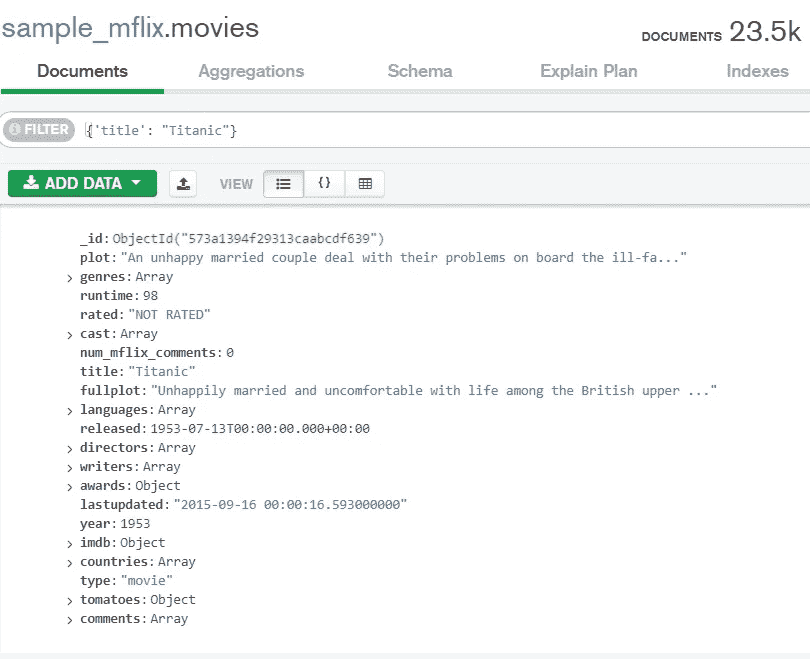 sample_mflix.movies
DOCUMENTS 23.5k
Documents Aggregations Schema Explain Plan Indexes
FILTER {'title': "Titanic"}
ADD DATA VIEW { }
_id: ObjectId("573a1394f29313caabcdf639")
plot: "An unhappy married couple deal with their problems on board the ill-fa..."
genres: Array
runtime: 98
rated: "NOT RATED"
cast: Array
num_mflix_comments: 0
title: "Titanic"
fullplot: "Unhappily married and uncomfortable with life among the British upper ..."
languages: Array
released: 1953-07-13T00:00:00.000+00:00
directors: Array
writers: Array
awards: Object
lastupdated: "2015-09-16 00:00:16.593000000"
year: 1953
imdb: Object
countries: Array
type: "movie"
tomatoes: Object
comments: Array